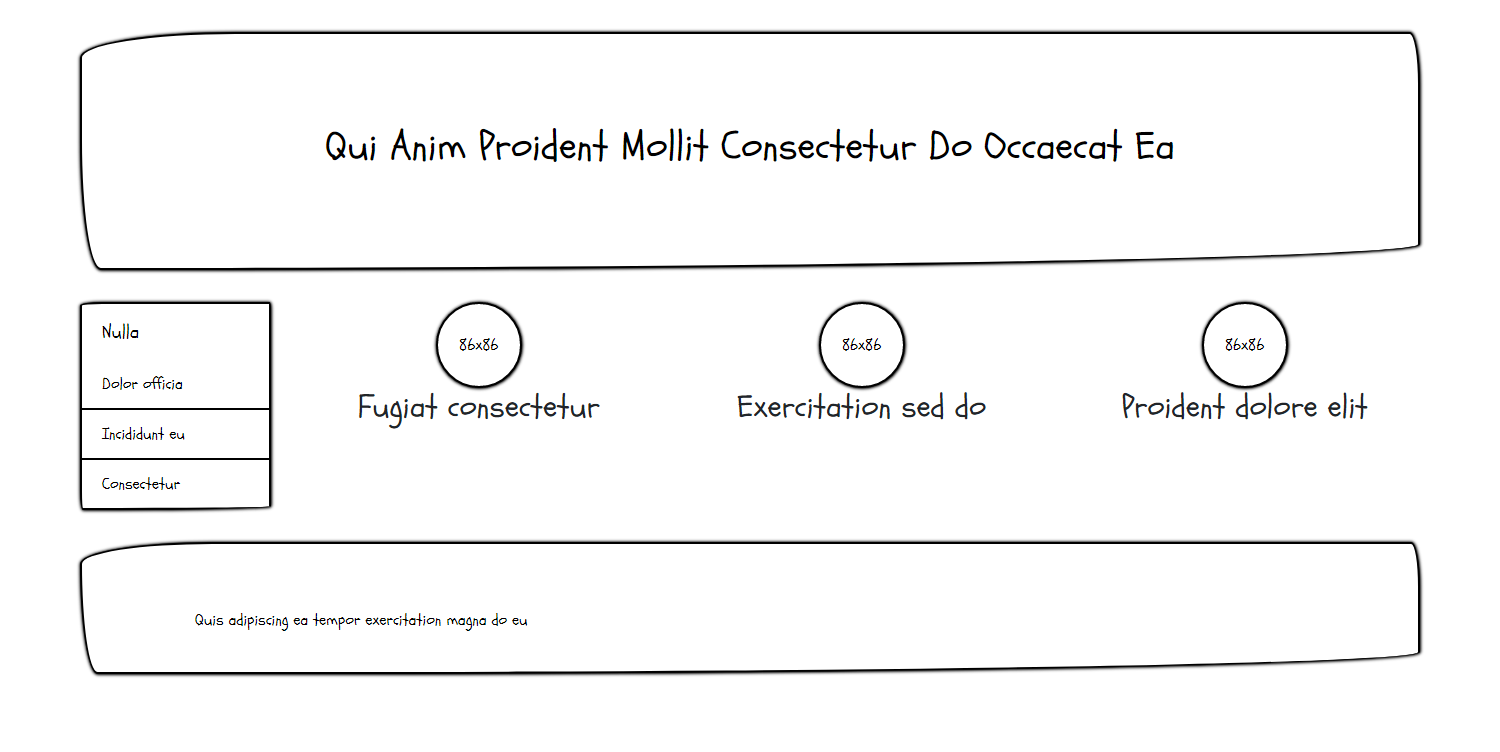 Qui Anim Proident Mollit Consectetur Do Occaecat Ea
Nulla
Dolor officia
Incididunt eu
Consectetur
86x86
Fugiat consectetur
86x86
Exercitation sed do
86x86
Proident dolore elit
Quis adipiscing ea tempor exercitation magna do eu